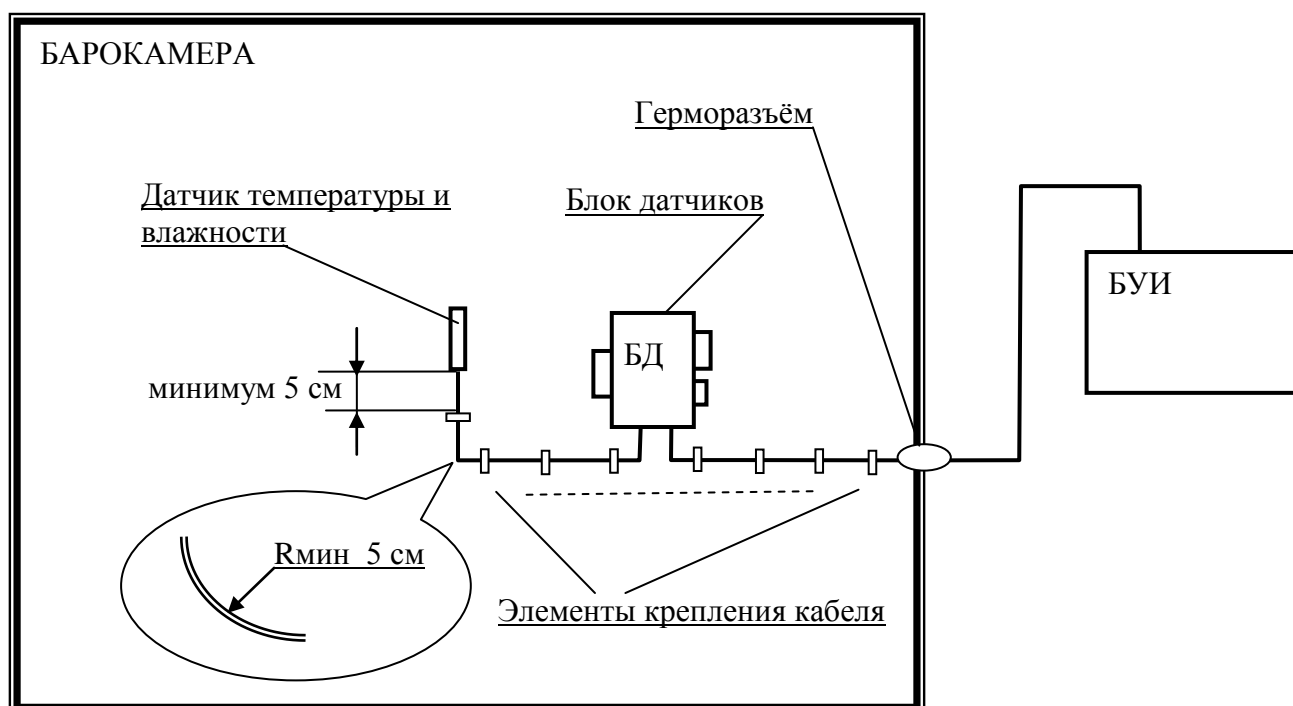 БАРОКАМЕРА
Герморазъём
Датчик температуры и
влажности
Блок датчиков
БУИ
БД
минимум 5 см
Rмин 5 см
Элементы крепления кабеля